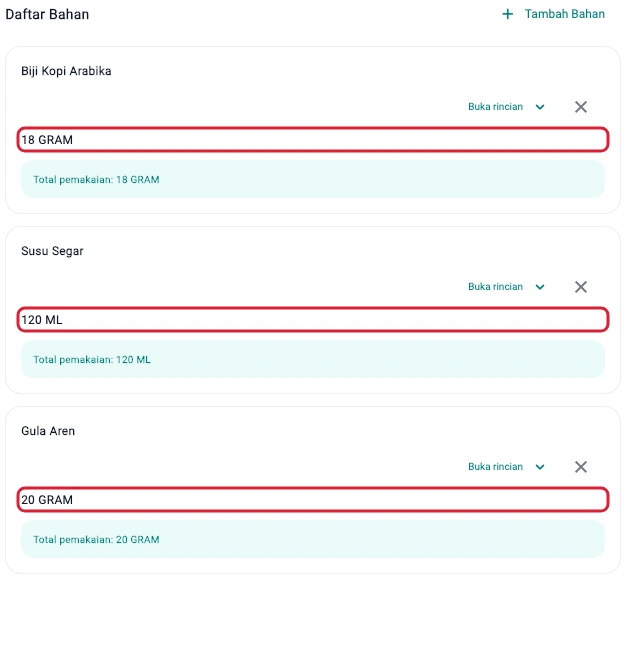 Daftar Bahan
+ Tambah Bahan
Biji Kopi Arabika
Buka rincian
18 GRAM
Total pemakaian: 18 GRAM
Susu Segar
Buka rincian
120 ML
Total pemakaian: 120 ML
Gula Aren
Buka rincian
20 GRAM
Total pemakaian: 20 GRAM